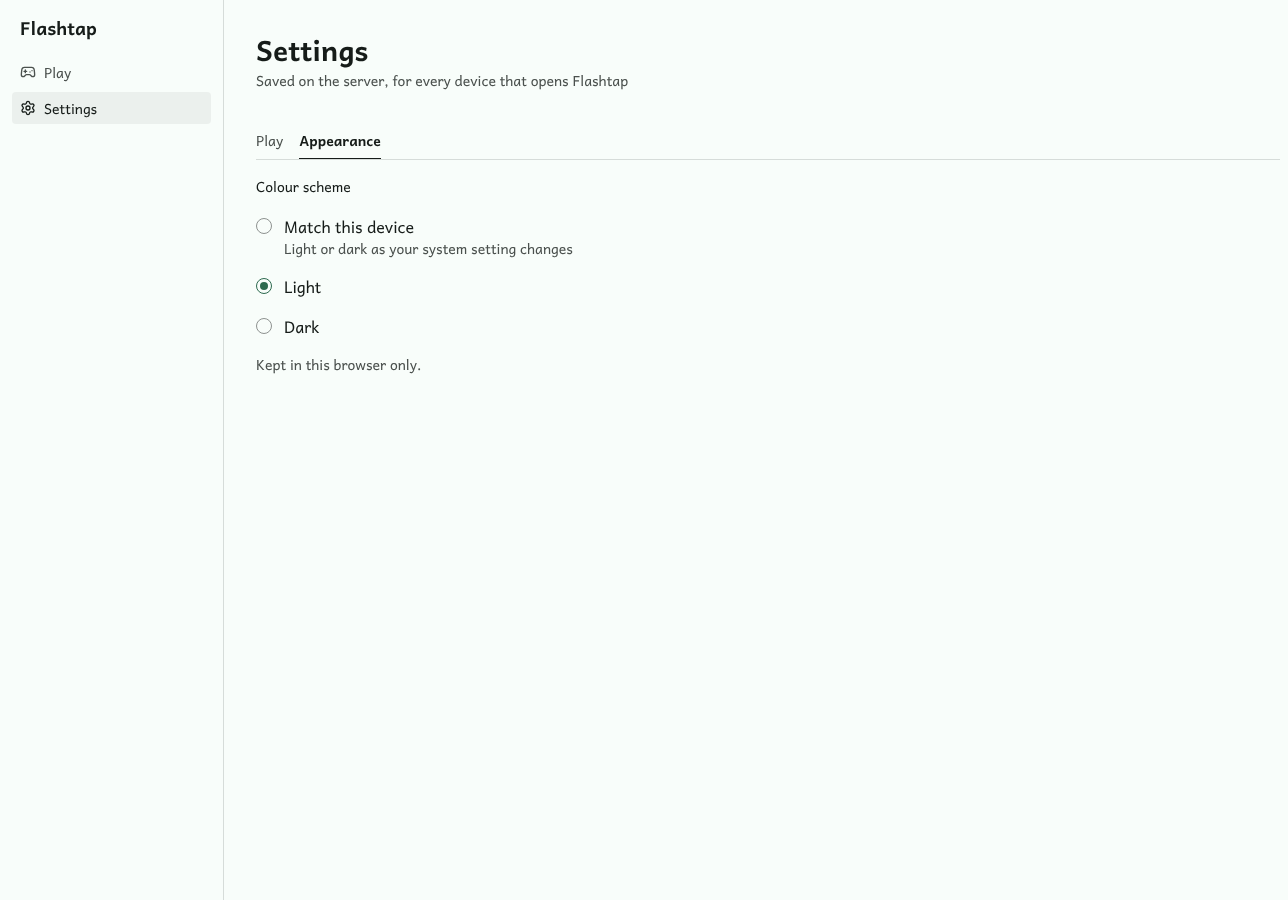 Flashtap
Play
Settings
Settings
Saved on the server, for every device that opens Flashtap
Play
Appearance
Colour scheme
Match this device
Light or dark as your system setting changes
Light
Dark
Kept in this browser only.